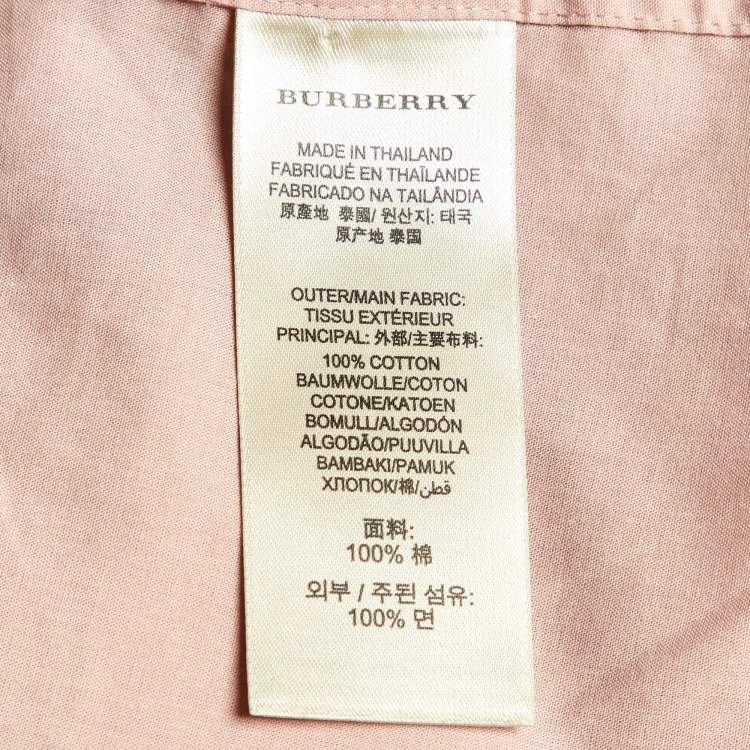 BURBERRY
MADE IN THAILAND
FABRIQUÉ EN THAÏLANDE
FABRICADO NA TAILÂNDIA
原產地 泰國/ 원산지: 태국
原产地 泰国
OUTER/MAIN FABRIC:
TISSU EXTÉRIEUR
PRINCIPAL: 外部/主要布料:
100% COTTON
BAUMWOLLE/COTON
COTONE/KATOEN
BOMULL/ALGODÓN
ALGODÃO/PUUVILLA
BAMBAKI/PAMUK
ХЛОПОК/棉/قطن
面料:
100% 棉
외부 / 주된 섬유:
100% 면